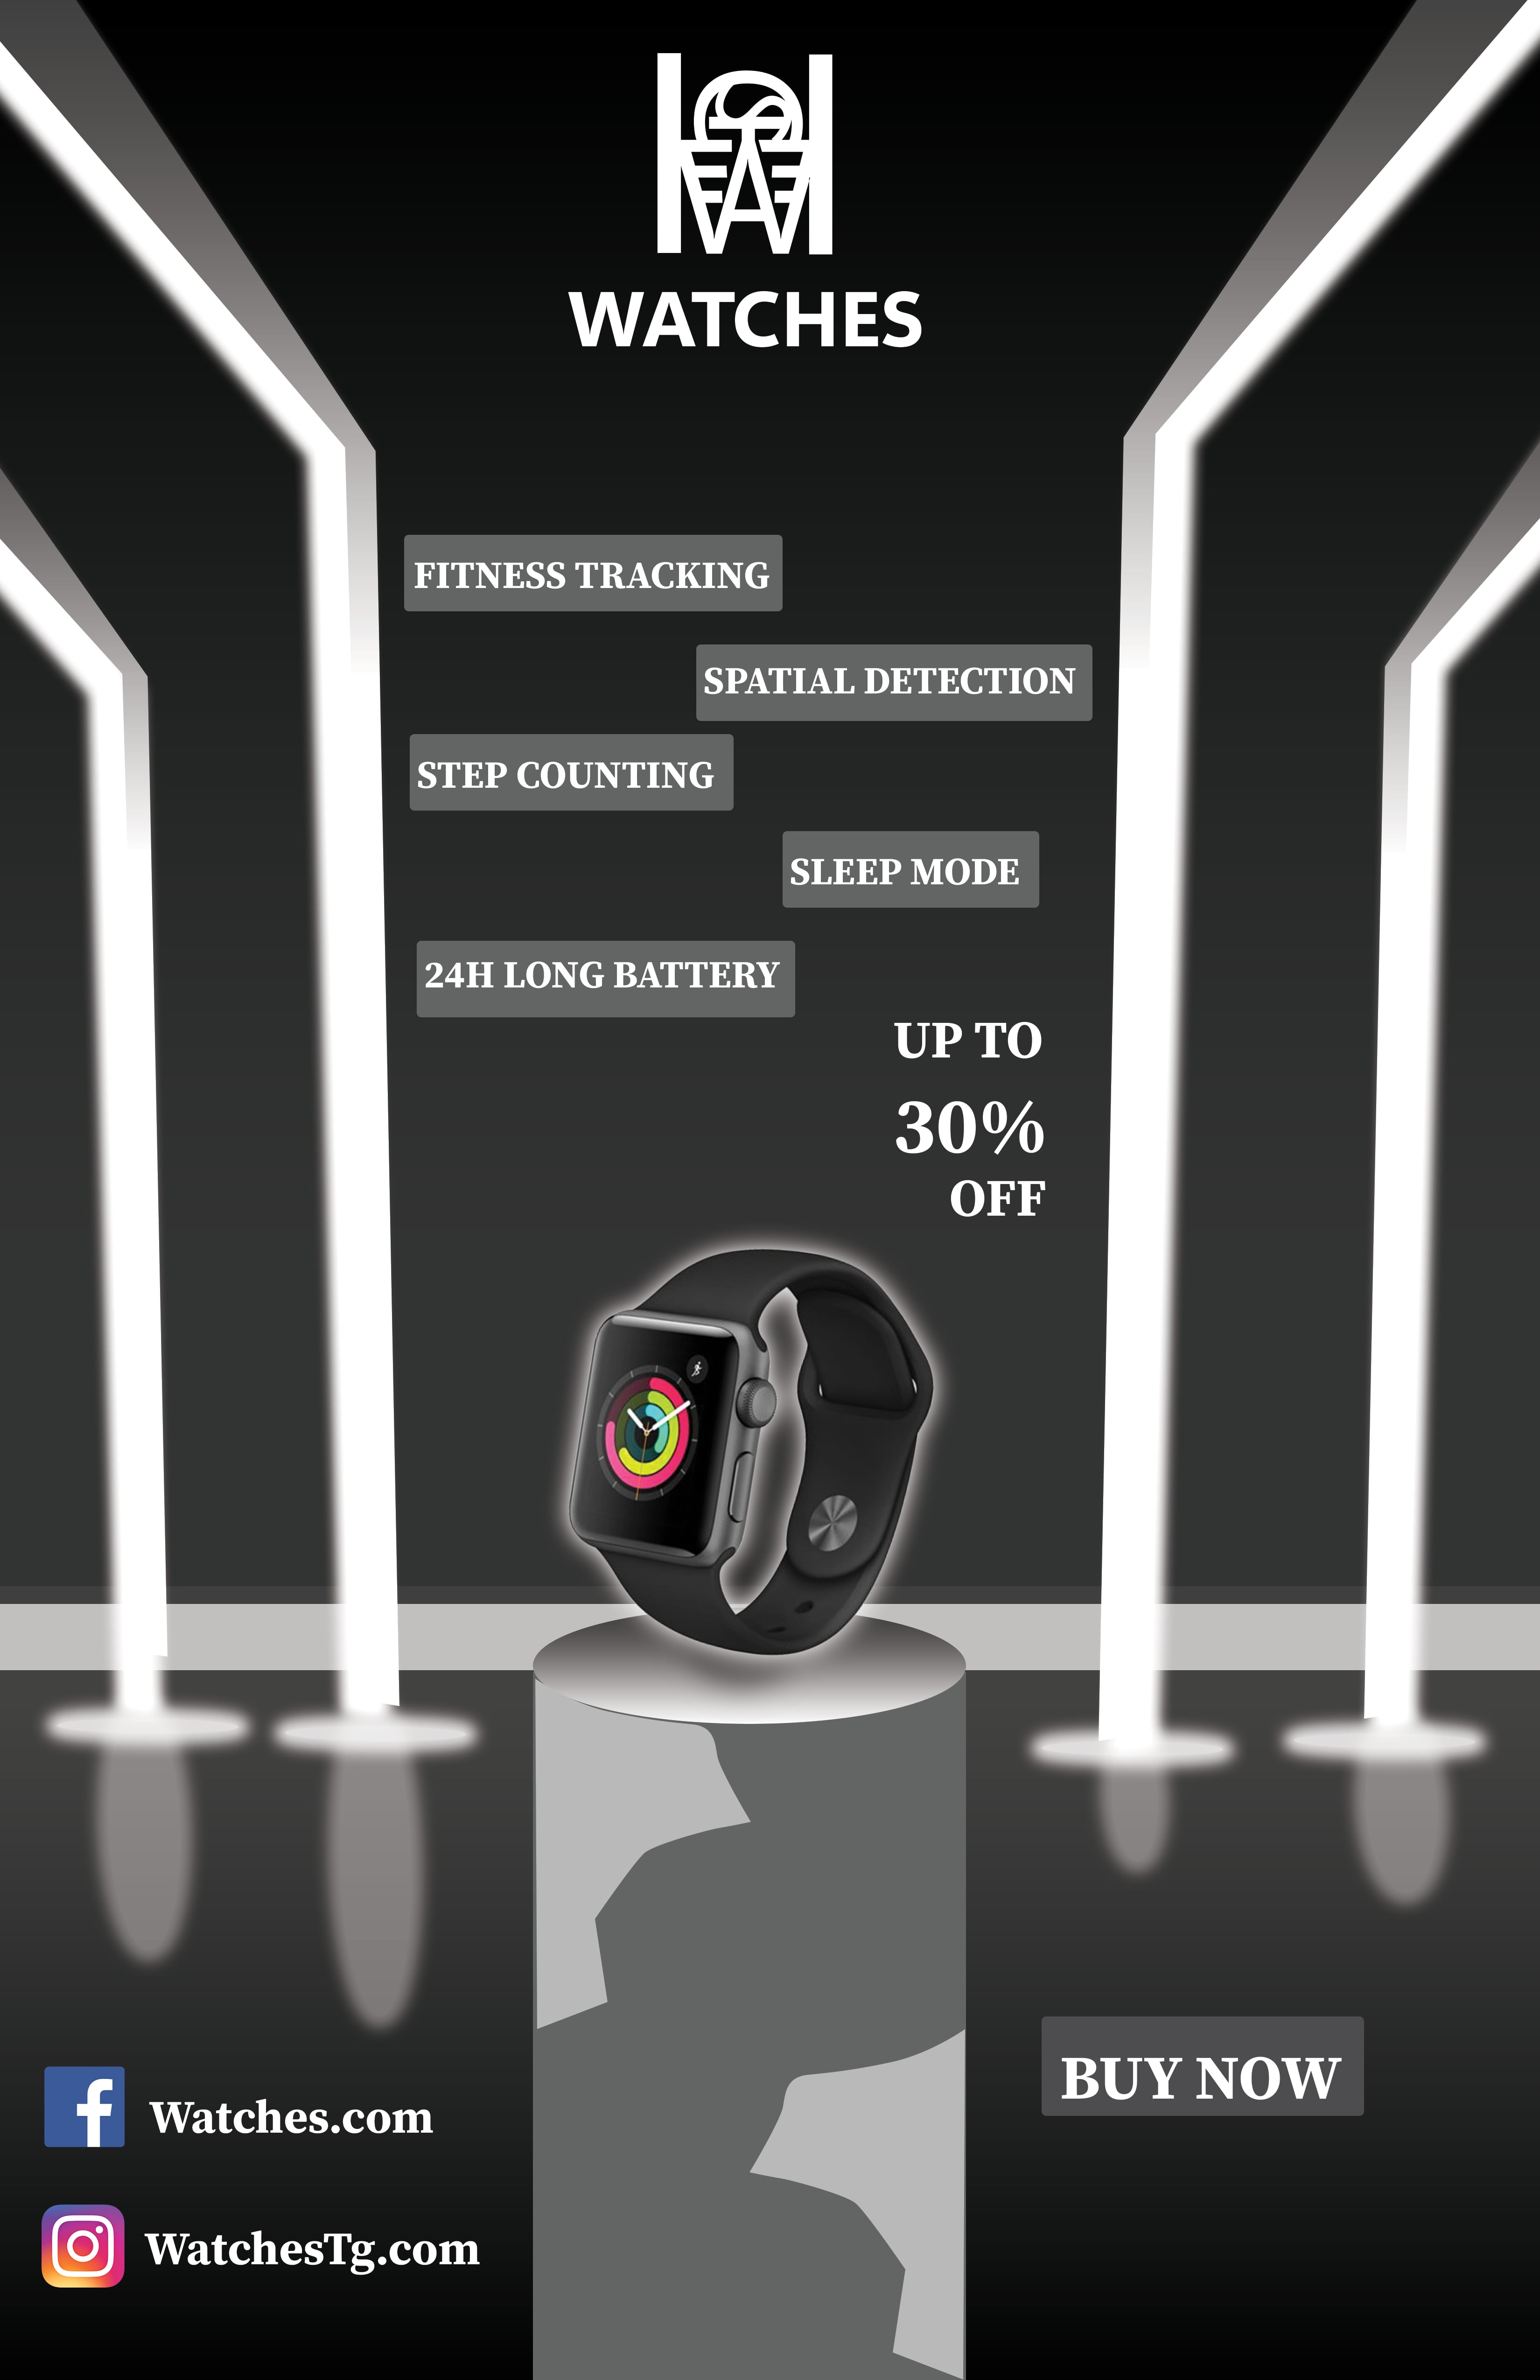 WATCHES
FITNESS TRACKING
SPATIAL DETECTION
STEP COUNTING
SLEEP MODE
24H LONG BATTERY
UP TO
30%
OFF
Watches.com
BUY NOW
WatchesTg.com